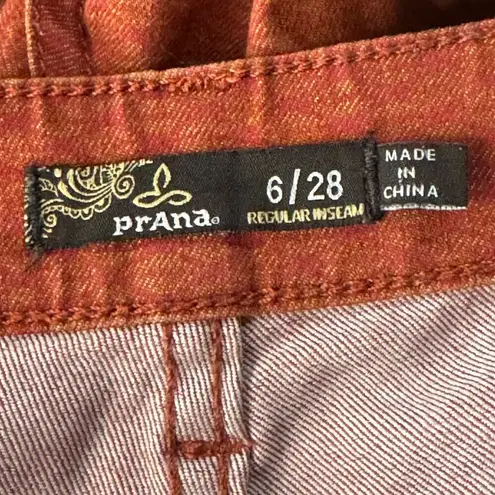 prAna®
6/28
REGULAR INSEAM
MADE
IN
CHINA